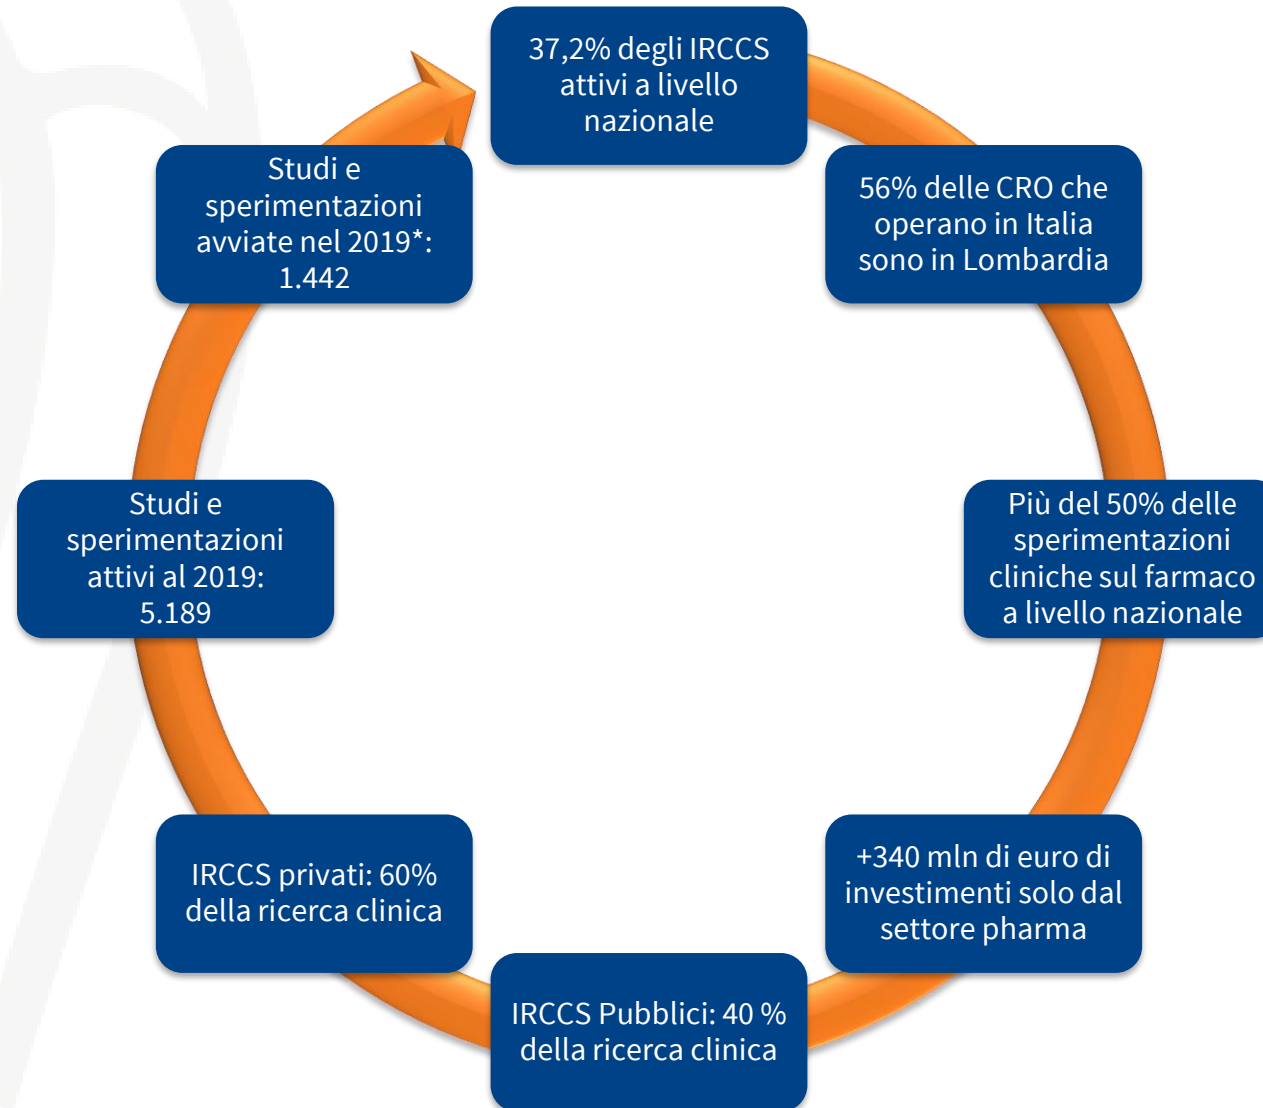 37,2% degli IRCCS
attivi a livello
nazionale
56% delle CRO che
operano in Italia
sono in Lombardia
Più del 50% delle
sperimentazioni
cliniche sul farmaco
a livello nazionale
+340 mln di euro di
investimenti solo dal
settore pharma
IRCCS Pubblici: 40 %
della ricerca clinica
IRCCS privati: 60%
della ricerca clinica
Studi e
sperimentazioni
attivi al 2019:
5.189
Studi e
sperimentazioni
avviate nel 2019*:
1.442